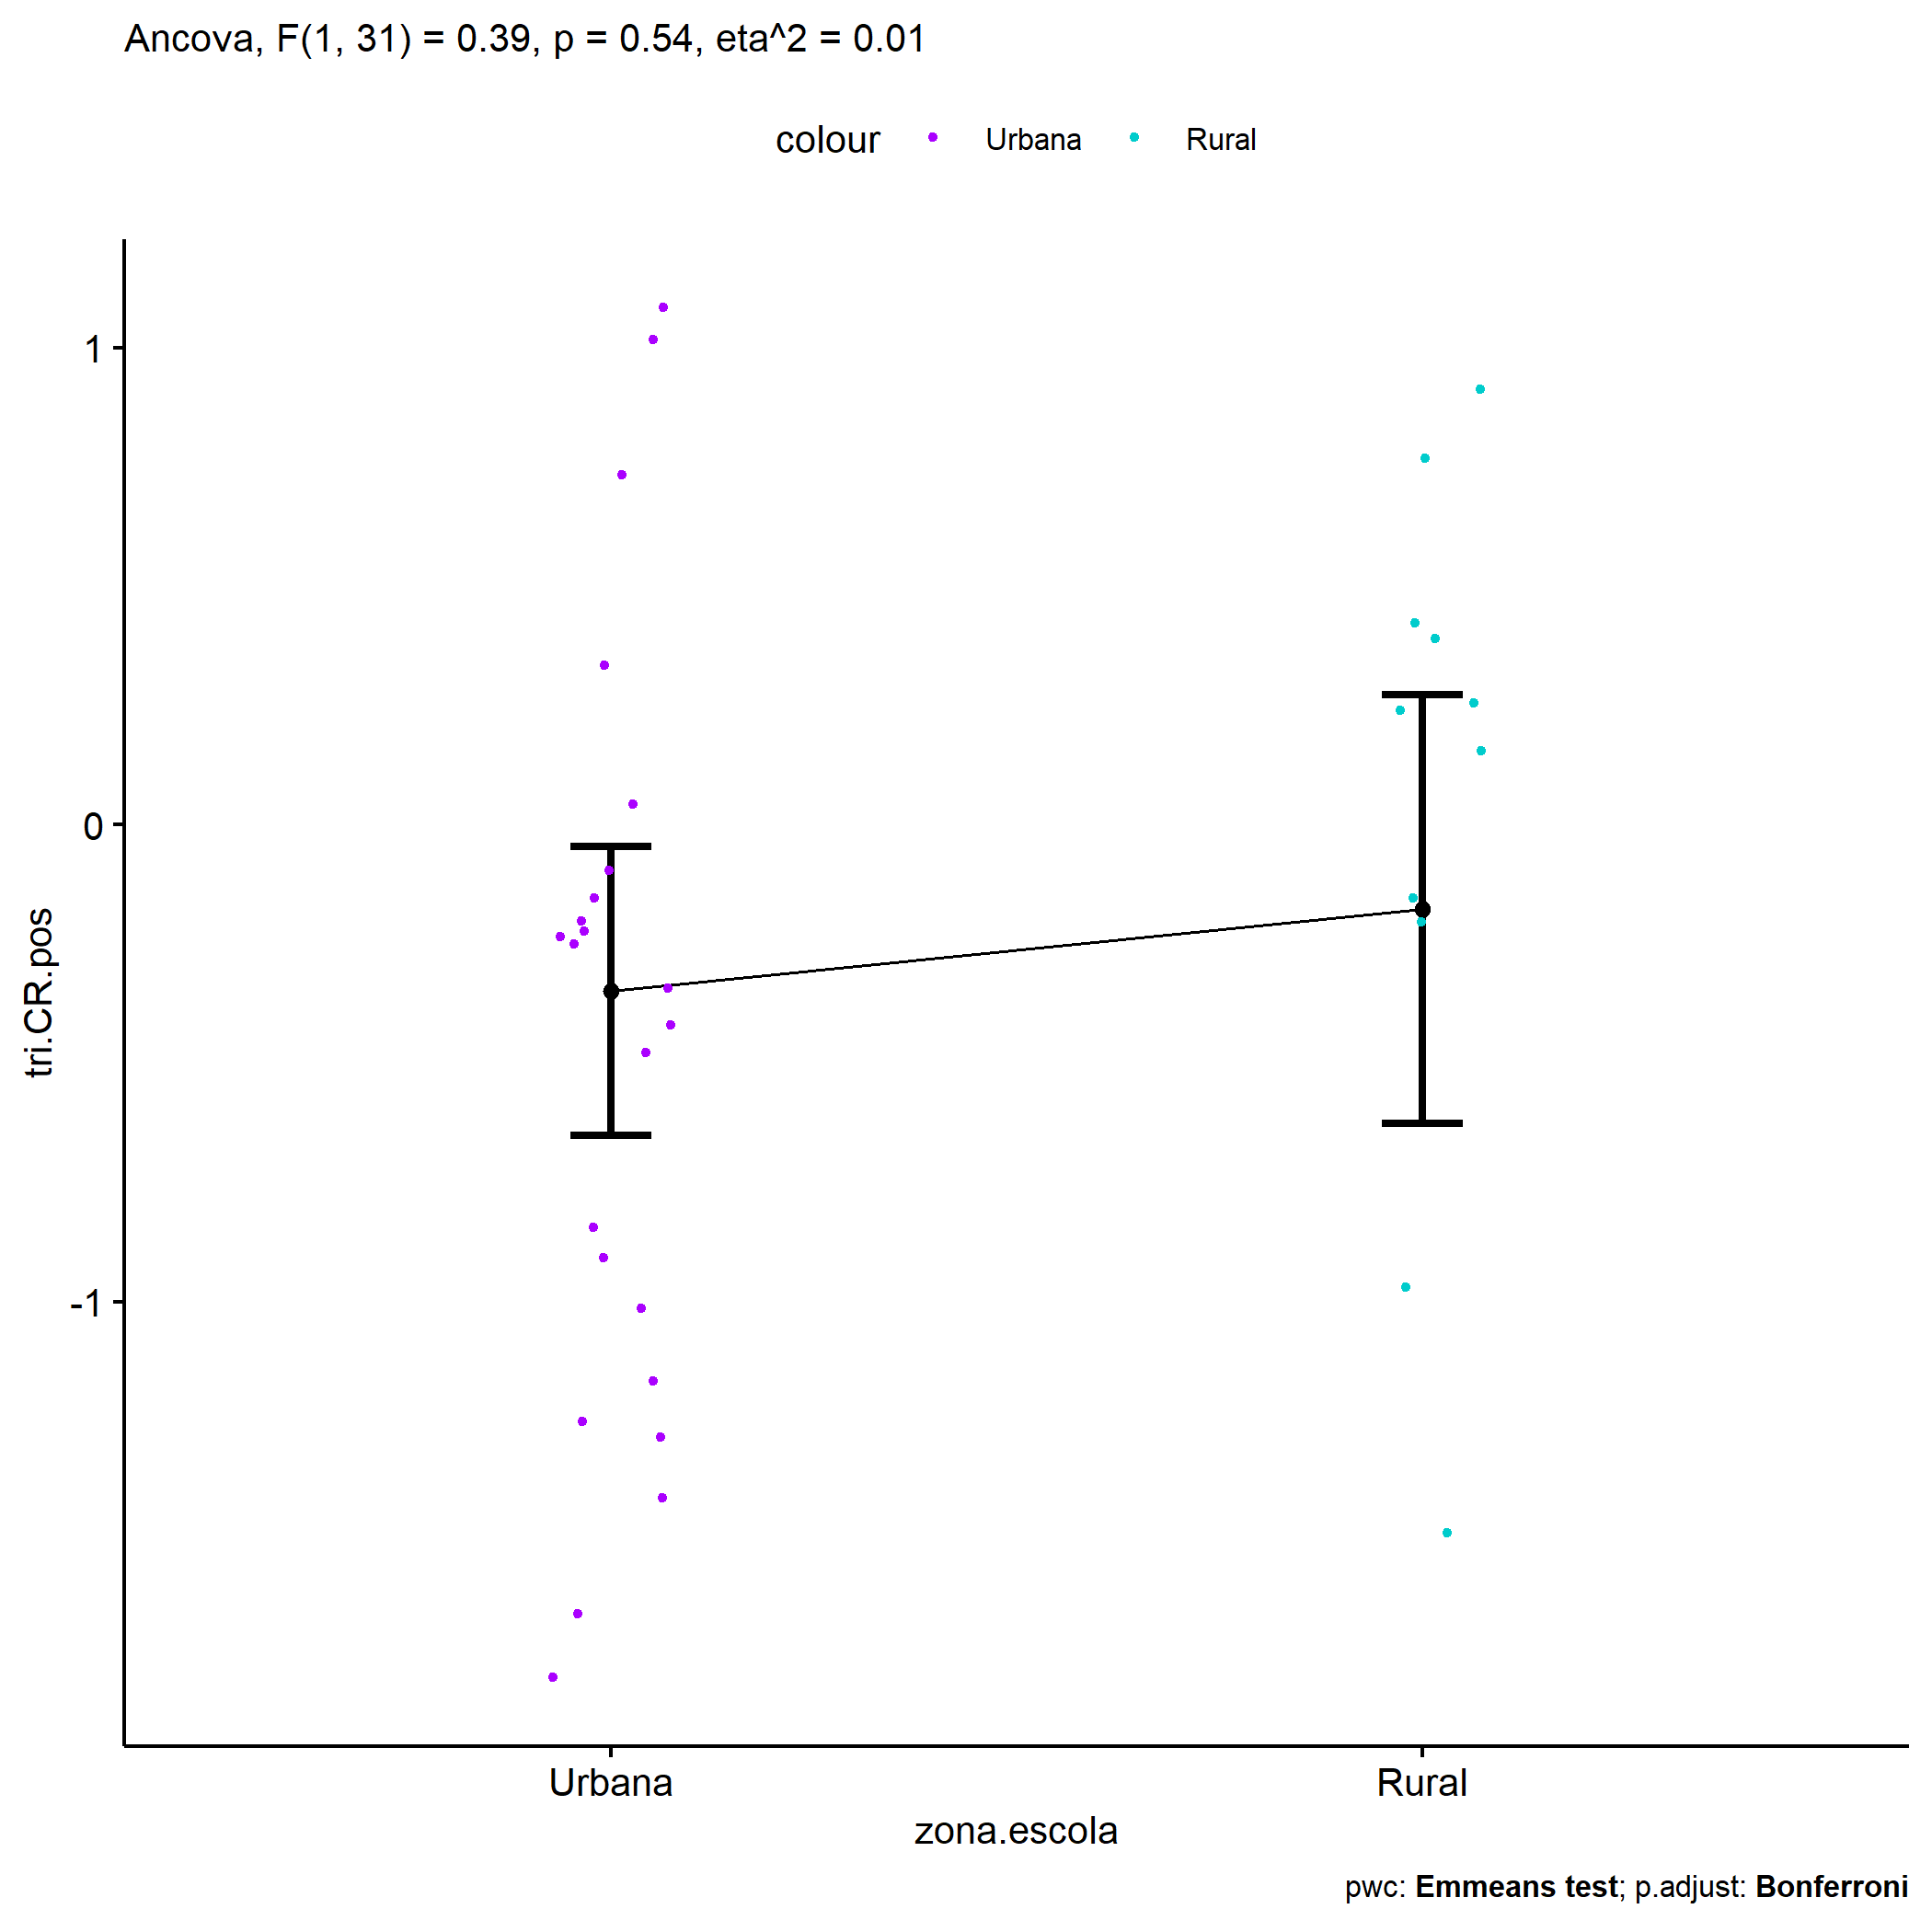 Ancova, F(1, 31) = 0.39, p = 0.54, eta^2 = 0.01
colour Urbana Rural
1
0
-1
tri.CR.pos
Urbana Rural
zona.escola
pwc: Emmeans test; p.adjust: Bonferroni